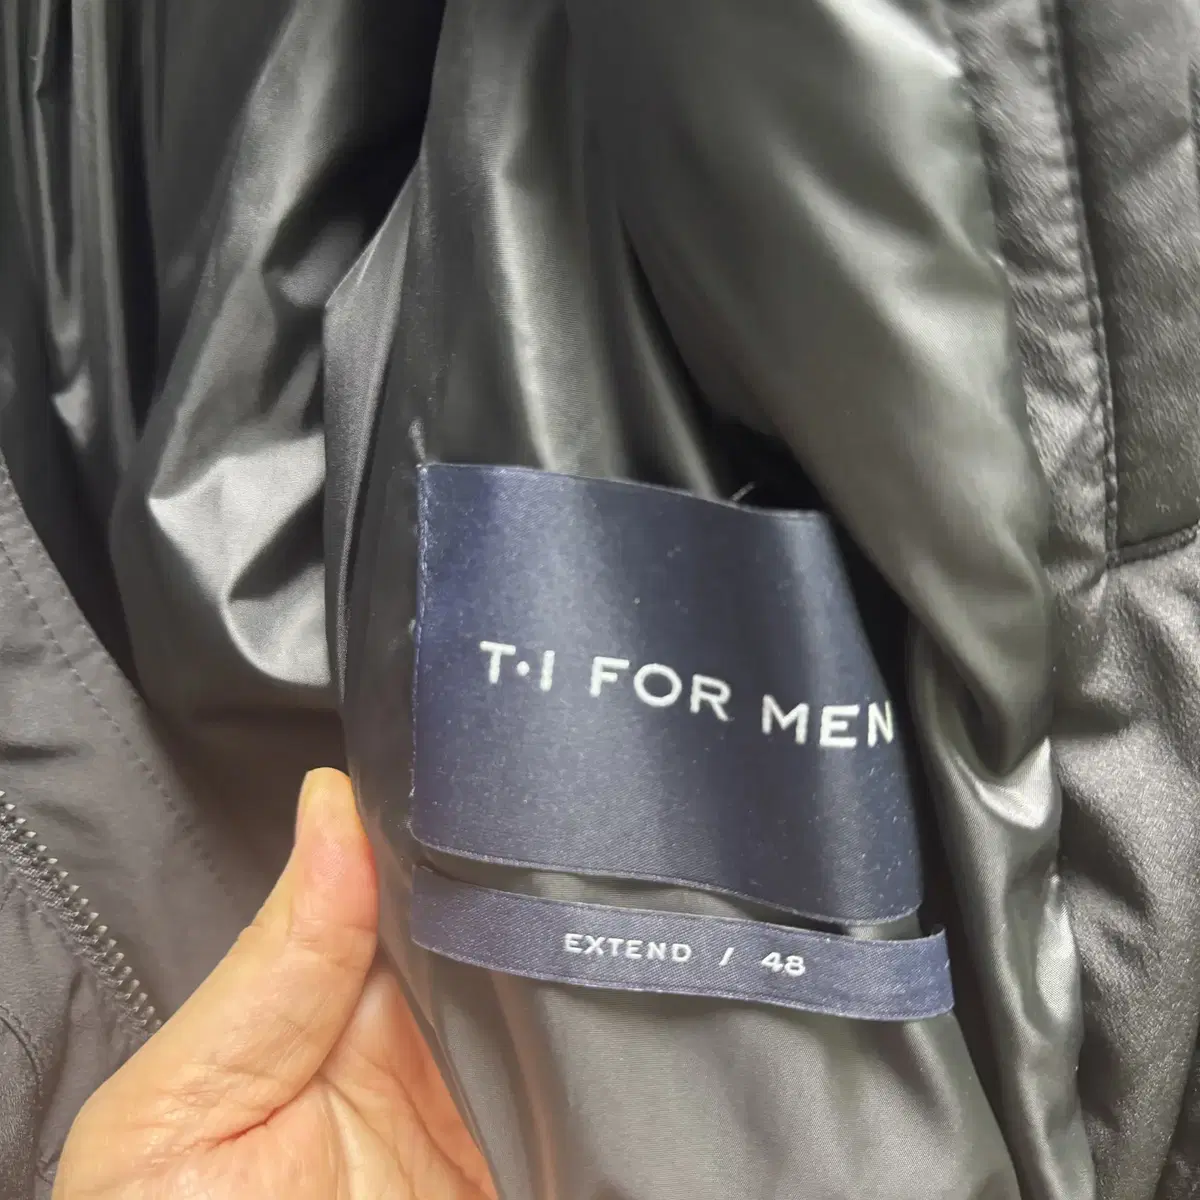 T·I FOR MEN
EXTEND / 48